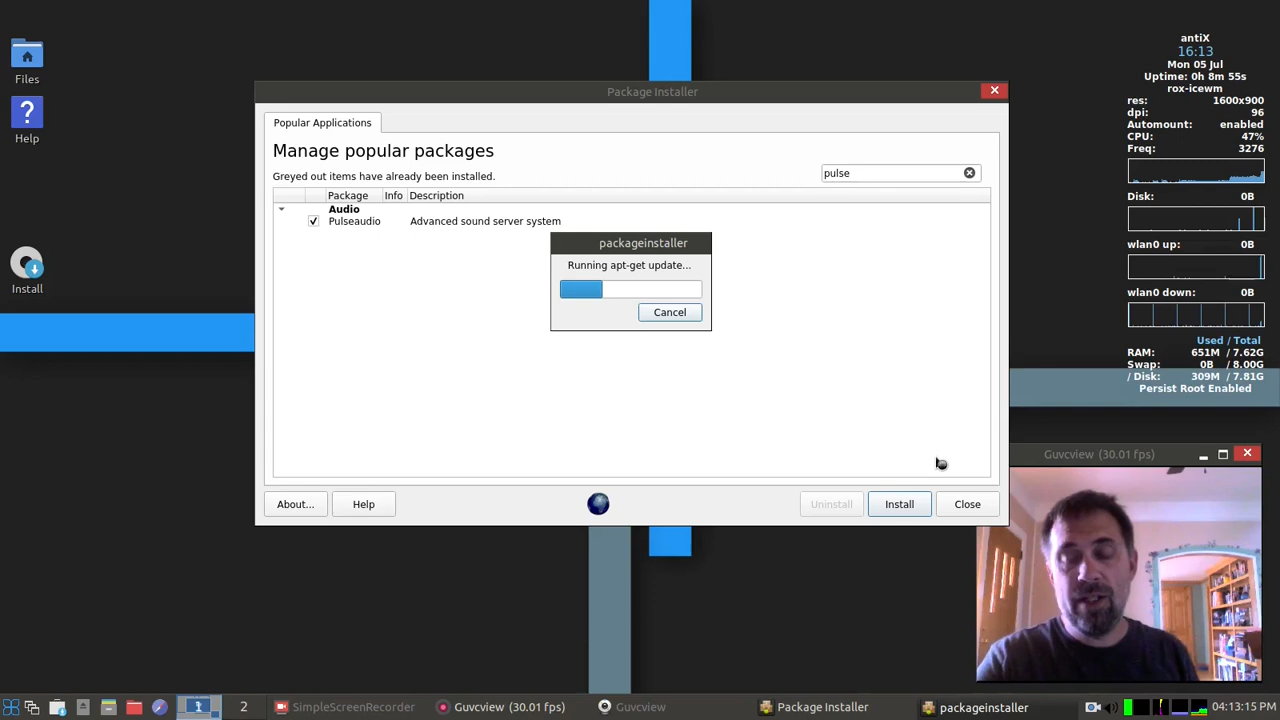 Files
Help
Install
antiX
16:13
Mon 05 Jul
Uptime: 0h 8m 55s
rox-icewm
res: 1600x900
dpi: 96
Automount: enabled
CPU: 47%
Freq: 3276
Disk: 0B
wlan0 up: 0B
wlan0 down: 0B
Used / Total
RAM: 651M / 7.62G
Swap: 0B / 8.00G
/ Disk: 309M / 7.81G
Persist Root Enabled
Package Installer
Popular Applications
Manage popular packages
Greyed out items have already been installed.
pulse
Package Info Description
Audio
Pulseaudio Advanced sound server system
packageinstaller
Running apt-get update...
Cancel
About... Help Uninstall Install Close
Guvcview (30.01 fps)
1 2 SimpleScreenRecorder Guvcview (30.01 fps) Guvcview Package Installer packageinstaller 04:13:15 PM